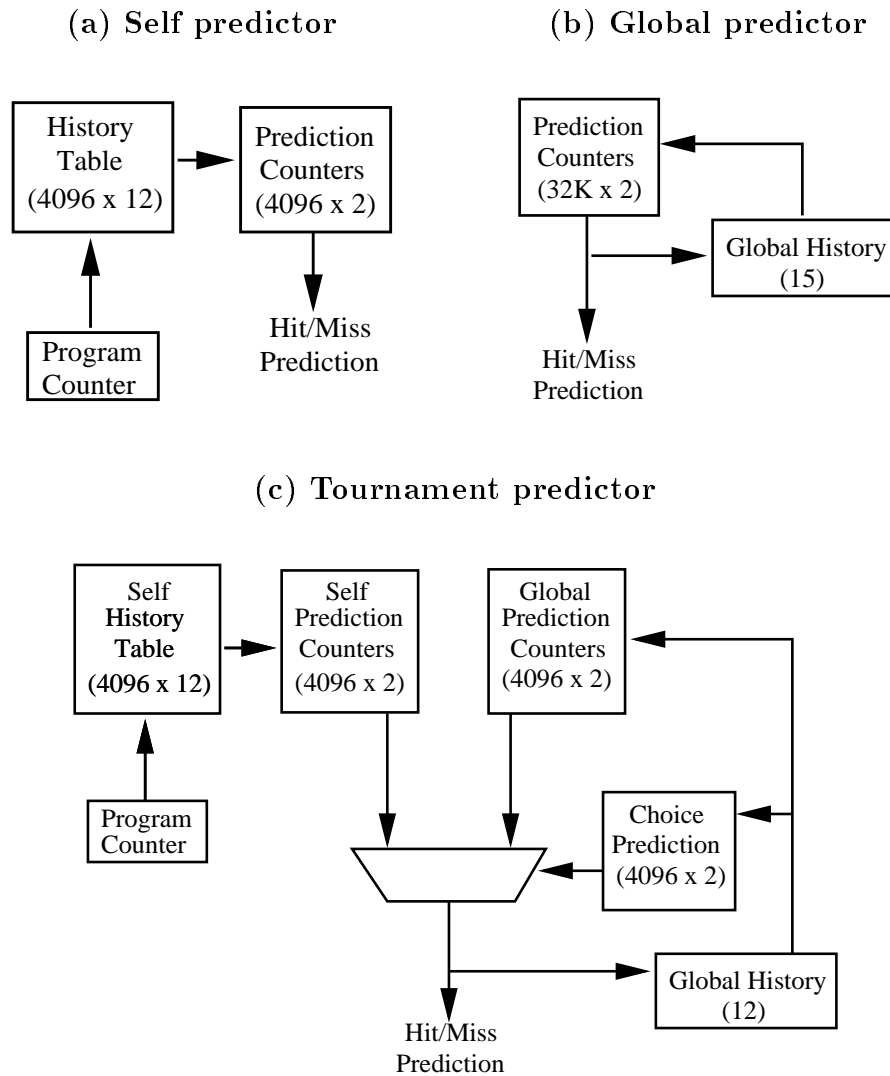 (a) Self predictor
History
Table
(4096 x 12)
Prediction
Counters
(4096 x 2)
Program
Counter
Hit/Miss
Prediction
(b) Global predictor
Prediction
Counters
(32K x 2)
Global History
(15)
Hit/Miss
Prediction
(c) Tournament predictor
Self
History
Table
(4096 x 12)
Self
Prediction
Counters
(4096 x 2)
Global
Prediction
Counters
(4096 x 2)
Program
Counter
Choice
Prediction
(4096 x 2)
Global History
(12)
Hit/Miss
Prediction